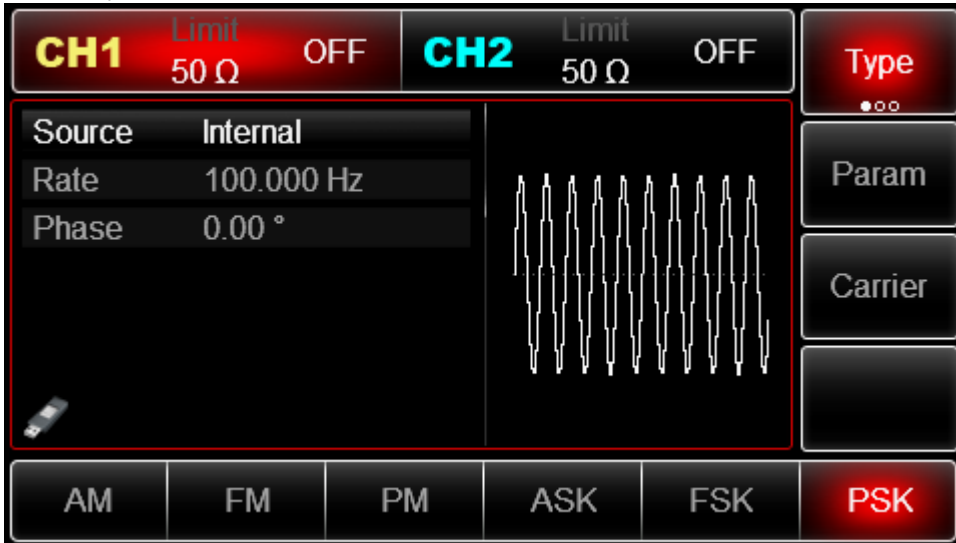 CH1 Limit 50 Ω OFF CH2 Limit 50 Ω OFF
Type
Source Internal
Rate 100.000 Hz
Phase 0.00 °
Param
Carrier
AM FM PM ASK FSK PSK